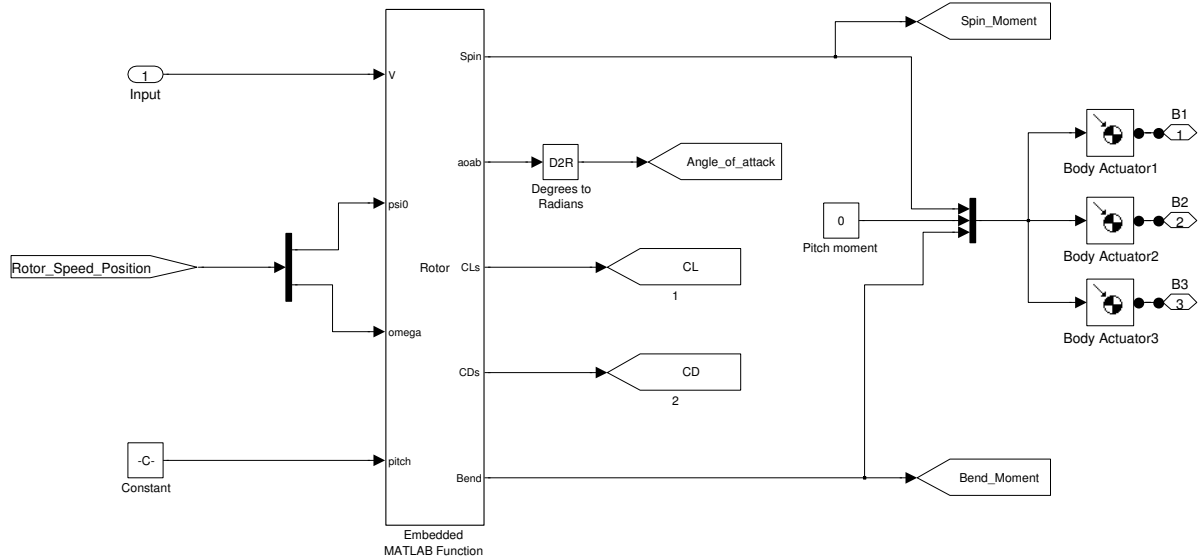 Spin_Moment
Spin
1
V
Input
B1
1
Body Actuator1
aoab
D2R
Angle_of_attack
Degrees to
Radians
psi0
0
Pitch moment
B2
2
Body Actuator2
Rotor_Speed_Position
Rotor
CLs
CL
1
B3
3
Body Actuator3
omega
CDs
CD
2
-C-
pitch
Constant
Bend
Bend_Moment
Embedded
MATLAB Function